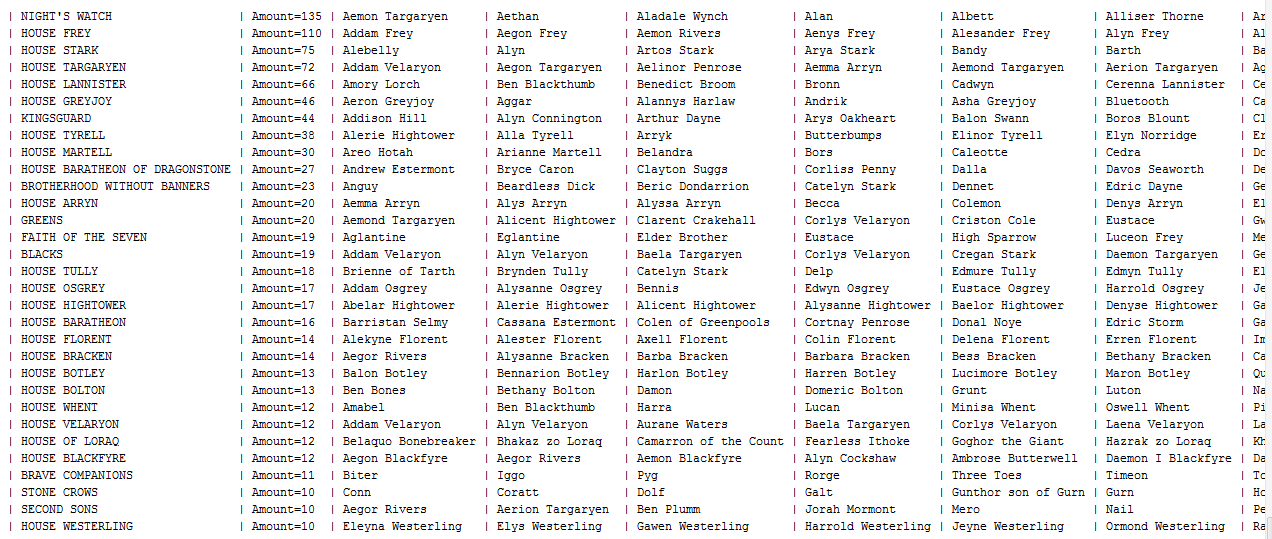 | NIGHT'S WATCH | Amount=135 | Aemon Targaryen | Aethan | Aladale Wynch | Alan | Albett | Alliser Thorne | Ar
| HOUSE FREY | Amount=110 | Addam Frey | Aegon Frey | Aemon Rivers | Aenys Frey | Alesander Frey | Alyn Frey | Al
| HOUSE STARK | Amount=75 | Alebelly | Alyn | Artos Stark | Arya Stark | Bandy | Barth | Ba
| HOUSE TARGARYEN | Amount=72 | Addam Velaryon | Aegon Targaryen | Aelinor Penrose | Aemma Arryn | Aemond Targaryen | Aerion Targaryen | Ag
| HOUSE LANNISTER | Amount=66 | Amory Lorch | Ben Blackthumb | Benedict Broom | Bronn | Cadwyn | Cerenna Lannister | Ce
| HOUSE GREYJOY | Amount=46 | Aeron Greyjoy | Aggar | Alannys Harlaw | Andrik | Asha Greyjoy | Bluetooth | Ca
| KINGSGUARD | Amount=44 | Addison Hill | Alyn Connington | Arthur Dayne | Arys Oakheart | Balon Swann | Boros Blount | Cl
| HOUSE TYRELL | Amount=38 | Alerie Hightower | Alla Tyrell | Arryk | Butterbumps | Elinor Tyrell | Elyn Norridge | Er
| HOUSE MARTELL | Amount=30 | Areo Hotah | Arianne Martell | Belandra | Bors | Caleotte | Cedra | Do
| HOUSE BARATHEON OF DRAGONSTONE | Amount=27 | Andrew Estermont | Bryce Caron | Clayton Suggs | Corliss Penny | Dalla | Davos Seaworth | De
| BROTHERHOOD WITHOUT BANNERS | Amount=23 | Anguy | Beardless Dick | Beric Dondarrion | Catelyn Stark | Dennet | Edric Dayne | Ge
| HOUSE ARRYN | Amount=20 | Aemma Arryn | Alys Arryn | Alyssa Arryn | Becca | Colemon | Denys Arryn | El
| GREENS | Amount=20 | Aemond Targaryen | Alicent Hightower | Clarent Crakehall | Corlys Velaryon | Criston Cole | Eustace | Gw
| FAITH OF THE SEVEN | Amount=19 | Aglantine | Eglantine | Elder Brother | Eustace | High Sparrow | Luceon Frey | Me
| BLACKS | Amount=19 | Addam Velaryon | Alyn Velaryon | Baela Targaryen | Corlys Velaryon | Cregan Stark | Daemon Targaryen | Ge
| HOUSE TULLY | Amount=18 | Brienne of Tarth | Brynden Tully | Catelyn Stark | Delp | Edmure Tully | Edmyn Tully | El
| HOUSE OSGREY | Amount=17 | Addam Osgrey | Alysanne Osgrey | Bennis | Edwyn Osgrey | Eustace Osgrey | Harrold Osgrey | Je
| HOUSE HIGHTOWER | Amount=17 | Abelar Hightower | Alerie Hightower | Alicent Hightower | Alysanne Hightower | Baelor Hightower | Denyse Hightower | Ga
| HOUSE BARATHEON | Amount=16 | Barristan Selmy | Cassana Estermont | Colen of Greenpools | Cortnay Penrose | Donal Noye | Edric Storm | Ga
| HOUSE FLORENT | Amount=14 | Alekyne Florent | Alester Florent | Axell Florent | Colin Florent | Delena Florent | Erren Florent | Im
| HOUSE BRACKEN | Amount=14 | Aegor Rivers | Alysanne Bracken | Barba Bracken | Barbara Bracken | Bess Bracken | Bethany Bracken | Ca
| HOUSE BOTLEY | Amount=13 | Balon Botley | Bennarion Botley | Harlon Botley | Harren Botley | Lucimore Botley | Maron Botley | Qu
| HOUSE BOLTON | Amount=13 | Ben Bones | Bethany Bolton | Damon | Domeric Bolton | Grunt | Luton | Na
| HOUSE WHENT | Amount=12 | Amabel | Ben Blackthumb | Harra | Lucan | Minisa Whent | Oswell Whent | Pi
| HOUSE VELARYON | Amount=12 | Addam Velaryon | Alyn Velaryon | Aurane Waters | Baela Targaryen | Corlys Velaryon | Laena Velaryon | La
| HOUSE OF LORAQ | Amount=12 | Belaquo Bonebreaker | Bhakaz zo Loraq | Camarron of the Count | Fearless Ithoke | Goghor the Giant | Hazrak zo Loraq | Kh
| HOUSE BLACKFYRE | Amount=12 | Aegon Blackfyre | Aegor Rivers | Aemon Blackfyre | Alyn Cockshaw | Ambrose Butterwell | Daemon I Blackfyre | Da
| BRAVE COMPANIONS | Amount=11 | Biter | Iggo | Pyg | Rorge | Three Toes | Timeon | To
| STONE CROWS | Amount=10 | Conn | Coratt | Dolf | Galt | Gunthor son of Gurn | Gurn | Ho
| SECOND SONS | Amount=10 | Aegor Rivers | Aerion Targaryen | Ben Plumm | Jorah Mormont | Mero | Nail | Pe
| HOUSE WESTERLING | Amount=10 | Eleyna Westerling | Elys Westerling | Gawen Westerling | Harrold Westerling | Jeyne Westerling | Ormond Westerling | Ra